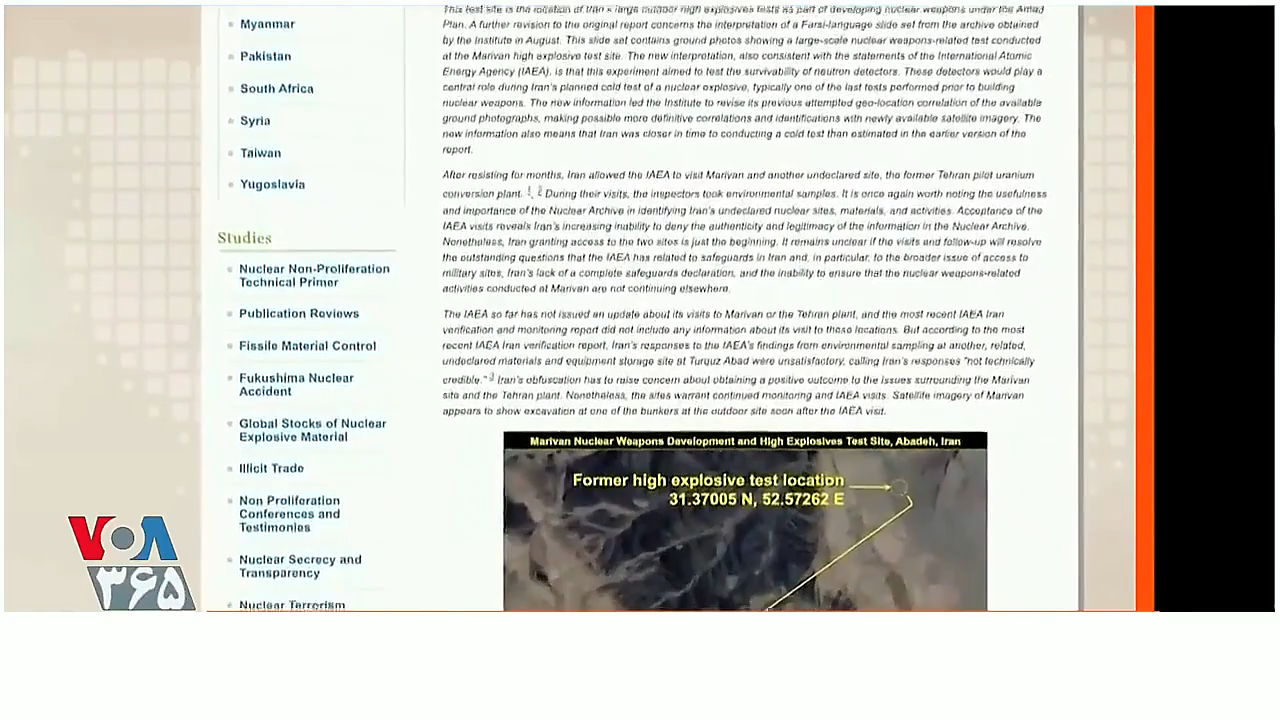 Myanmar
Pakistan
South Africa
Syria
Taiwan
Yugoslavia
Studies
Nuclear Non-Proliferation
Technical Primer
Publication Reviews
Fissile Material Control
Fukushima Nuclear
Accident
Global Stocks of Nuclear
Explosive Material
Illicit Trade
Non Proliferation
Conferences and
Testimonies
Nuclear Secrecy and
Transparency
Nuclear Terrorism
This test site is the location of Iran's large outdoor high explosives tests as part of developing nuclear weapons under the Amad
Plan. A further revision to the original report concerns the interpretation of a Farsi-language slide set from the archive obtained
by the Institute in August. This slide set contains ground photos showing a large-scale nuclear weapons-related test conducted
at the Marivan high explosive test site. The new interpretation, also consistent with the statements of the International Atomic
Energy Agency (IAEA), is that this experiment aimed to test the survivability of neutron detectors. These detectors would play a
central role during Iran's planned cold test of a nuclear explosive, typically one of the last tests performed prior to building
nuclear weapons. The new information led the Institute to revise its previous attempted geo-location correlation of the available
ground photographs, making possible more definitive correlations and identifications with newly available satellite imagery. The
new information also means that Iran was closer in time to conducting a cold test than estimated in the earlier version of the
report.
After resisting for months, Iran allowed the IAEA to visit Marivan and another undeclared site, the former Tehran pilot uranium
conversion plant. 1, 2 During their visits, the inspectors took environmental samples. It is once again worth noting the usefulness
and importance of the Nuclear Archive in identifying Iran's undeclared nuclear sites, materials, and activities. Acceptance of the
IAEA visits reveals Iran's increasing inability to deny the authenticity and legitimacy of the information in the Nuclear Archive.
Nonetheless, Iran granting access to the two sites is just the beginning. It remains unclear if the visits and follow-up will resolve
the outstanding questions that the IAEA has related to safeguards in Iran and, in particular, to the broader issue of access to
military sites, Iran's lack of a complete safeguards declaration, and the inability to ensure that the nuclear weapons-related
activities conducted at Marivan are not continuing elsewhere.
The IAEA so far has not issued an update about its visits to Marivan or the Tehran plant, and the most recent IAEA Iran
verification and monitoring report did not include any information about its visit to these locations. But according to the most
recent IAEA Iran verification report, Iran's responses to the IAEA's findings from environmental sampling at another, related,
undeclared materials and equipment storage site at Turquz Abad were unsatisfactory, calling Iran's responses "not technically
credible." 3 Iran's obfuscation has to raise concern about obtaining a positive outcome to the issues surrounding the Marivan
site and the Tehran plant. Nonetheless, the sites warrant continued monitoring and IAEA visits. Satellite imagery of Marivan
appears to show excavation at one of the bunkers at the outdoor site soon after the IAEA visit.
Marivan Nuclear Weapons Development and High Explosives Test Site, Abadeh, Iran
Former high explosive test location
31.37005 N, 52.57262 E
VOA
۳۶۵